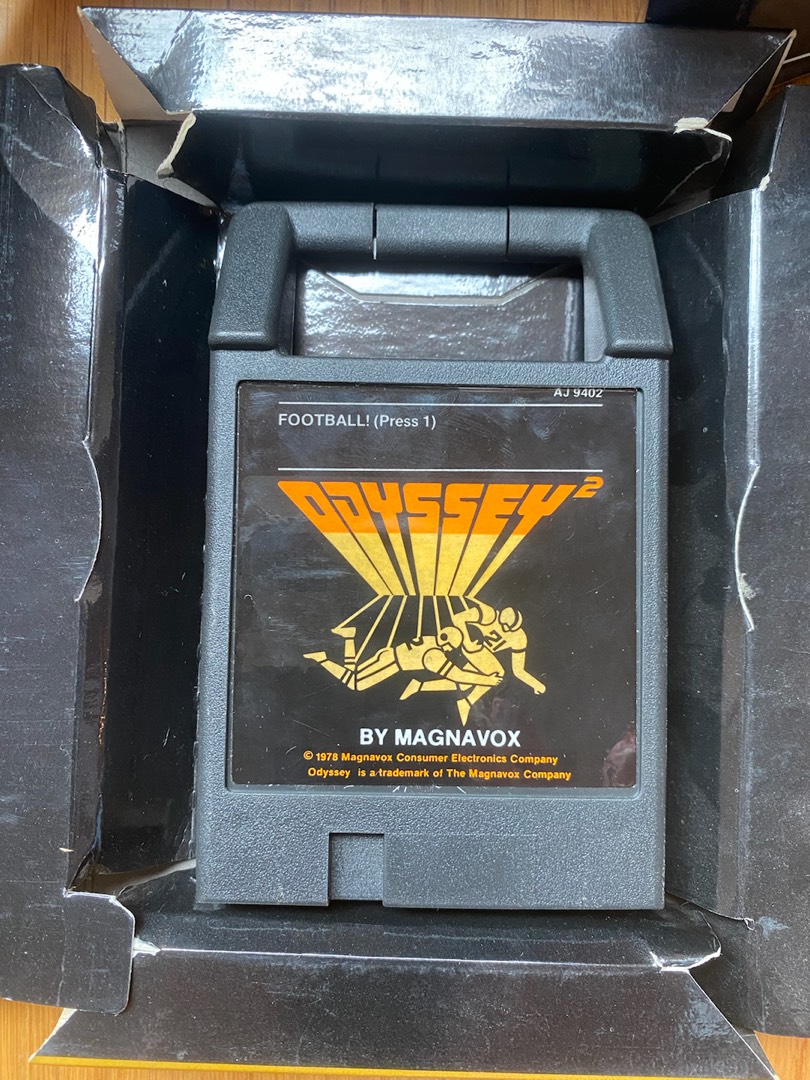 AJ 9402
FOOTBALL! (Press 1)
ODYSSEY²
21
BY MAGNAVOX
© 1978 Magnavox Consumer Electronics Company
Odyssey is a trademark of The Magnavox Company